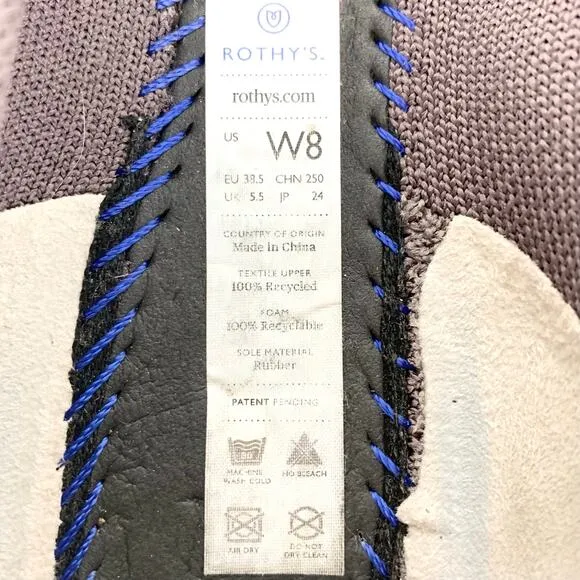 ROTHY'S™
rothys.com
US W8
EU 38.5 CHN 250
UK 5.5 JP 24
COUNTRY OF ORIGIN
Made in China
TEXTILE UPPER
100% Recycled
FOAM
100% Recyclable
SOLE MATERIAL
Rubber
PATENT PENDING
MACHINE WASH COLD
NO BLEACH
AIR DRY
DO NOT DRY CLEAN